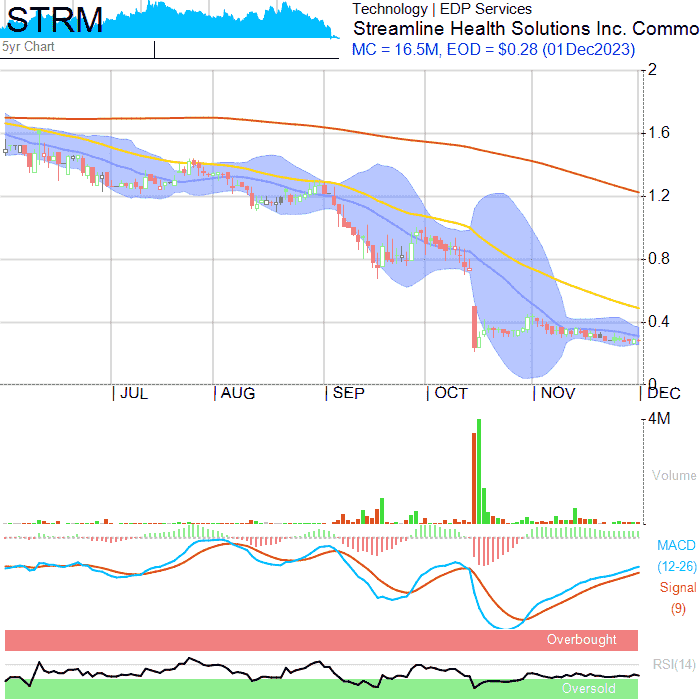 STRM
5yr Chart
Technology | EDP Services
Streamline Health Solutions Inc. Commo
MC = 16.5M, EOD = $0.28 (01Dec2023)
2
1.6
1.2
0.8
0.4
0
JUL
AUG
SEP
OCT
NOV
DEC
4M
Volume
MACD
(12-26)
Signal
(9)
Overbought
RSI(14)
Oversold